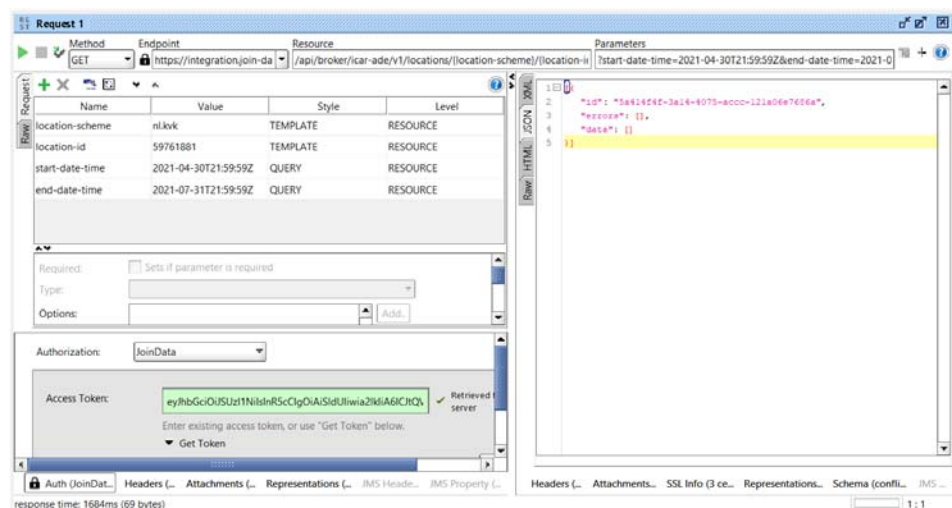 Request 1
Method
GET
Endpoint
https://integration.join-da
Resource
/api/broker/icar-ade/v1/locations/{location-scheme}/{location-i
Parameters
?start-date-time=2021-04-30T21:59:59Z&end-date-time=2021-0
Request
Raw
Name Value Style Level
location-scheme nl.kvk TEMPLATE RESOURCE
location-id 59761881 TEMPLATE RESOURCE
start-date-time 2021-04-30T21:59:59Z QUERY RESOURCE
end-date-time 2021-07-31T21:59:59Z QUERY RESOURCE
Required: Sets if parameter is required
Type:
Options: Add..
Authorization: JoinData
Access Token:
Retrieved f
server
Enter existing access token, or use "Get Token" below.
Get Token
Auth (JoinDat... Headers (... Attachments (... Representations (... JMS Heade... JMS Property (...
response time: 1684ms (69 bytes)
XML
JSON
HTML
Raw
1 [{
2 "id":
3 "errors": [],
4 "data": []
5 }]
Headers (... Attachments... SSL Info (3 ce... Representations... Schema (confli... JMS ...
1 : 1